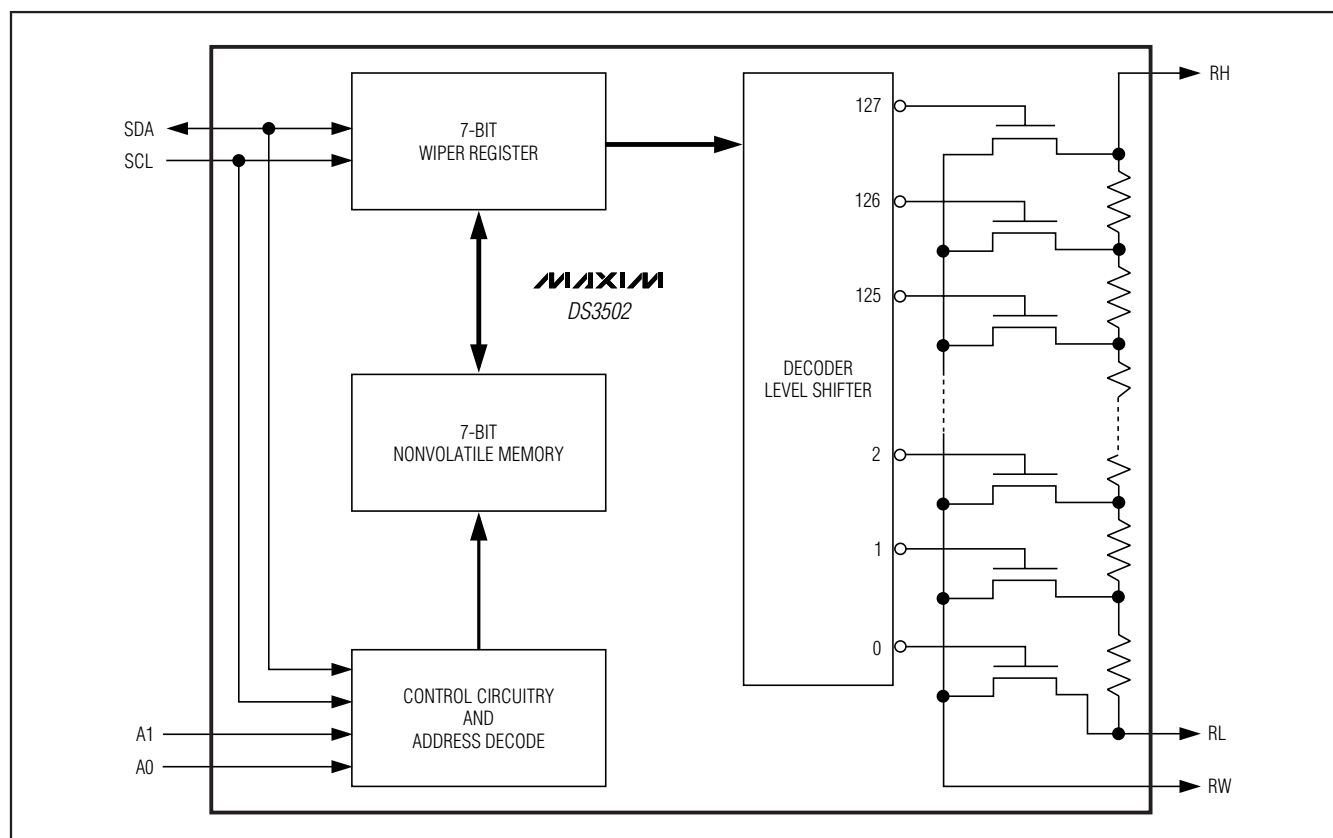 SDA
SCL
A1
A0
7-BIT
WIPER REGISTER
MAXIM
DS3502
7-BIT
NONVOLATILE MEMORY
CONTROL CIRCUITRY
AND
ADDRESS DECODE
DECODER
LEVEL SHIFTER
127
126
125
2
1
0
RH
RL
RW